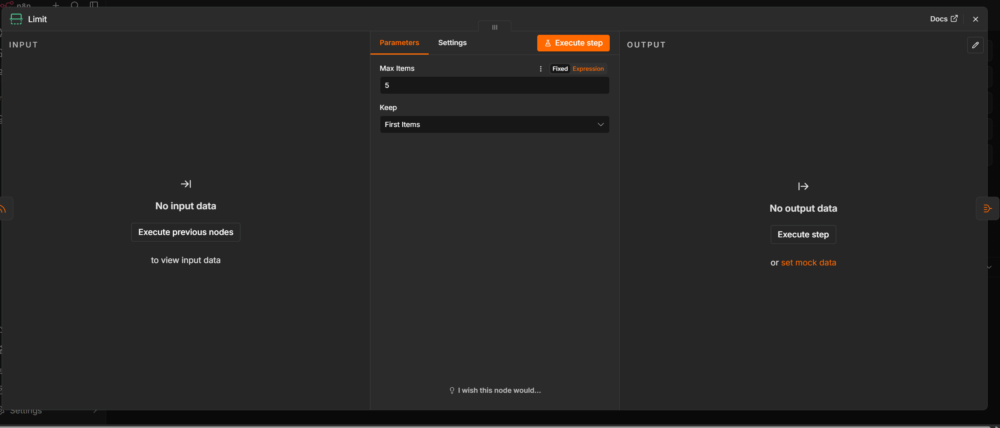 n8n
Limit
Docs
INPUT
Parameters
Settings
Execute step
OUTPUT
Max Items
Fixed
Expression
5
Keep
First Items
No input data
Execute previous nodes
to view input data
No output data
Execute step
or set mock data
I wish this node would...
Settings